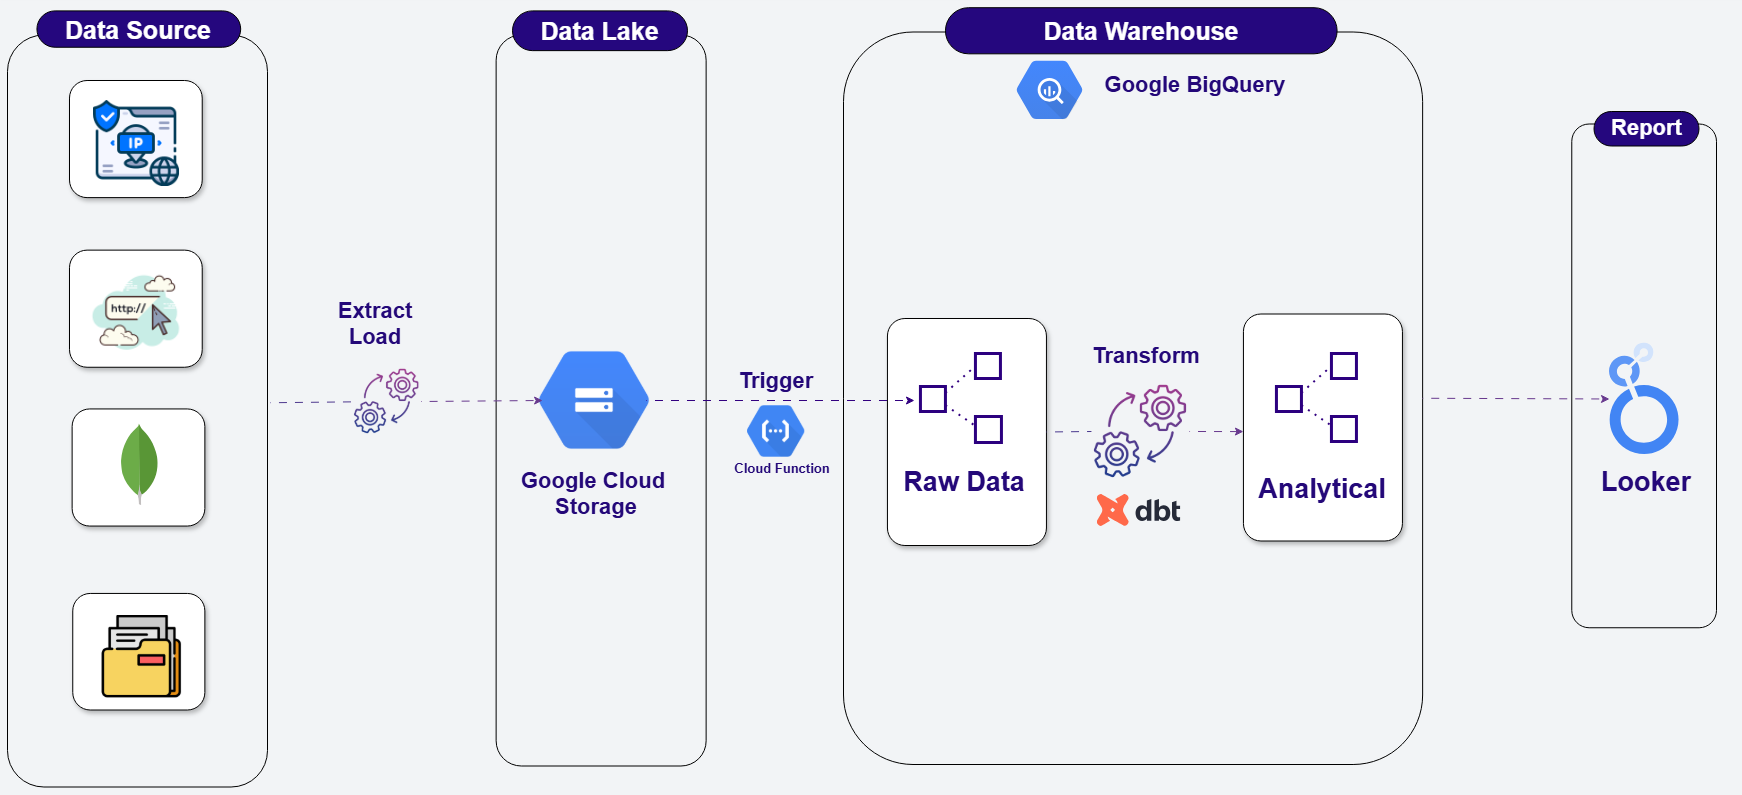 Data Source
IP
http://
Extract
Load
Data Lake
Google Cloud
Storage
Trigger
Cloud Function
Data Warehouse
Google BigQuery
Raw Data
Transform
dbt
Analytical
Report
Looker